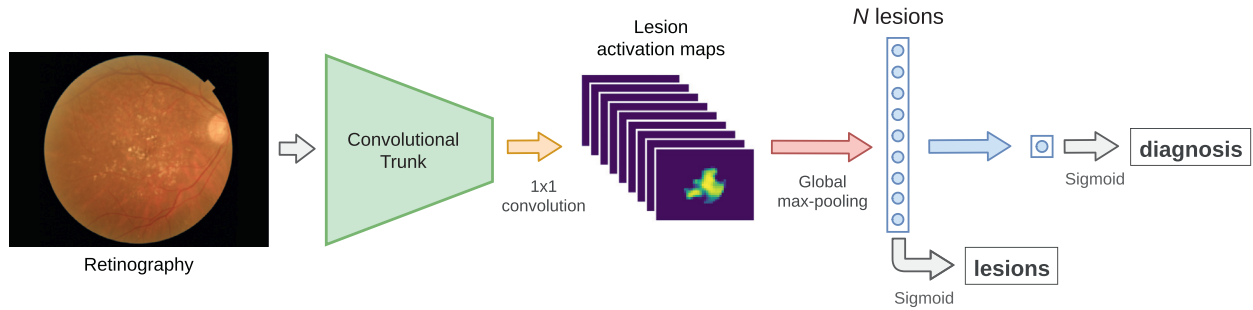 Retinography
Convolutional
Trunk
1x1
convolution
Lesion
activation maps
Global
max-pooling
N lesions
Sigmoid
lesions
Sigmoid
diagnosis